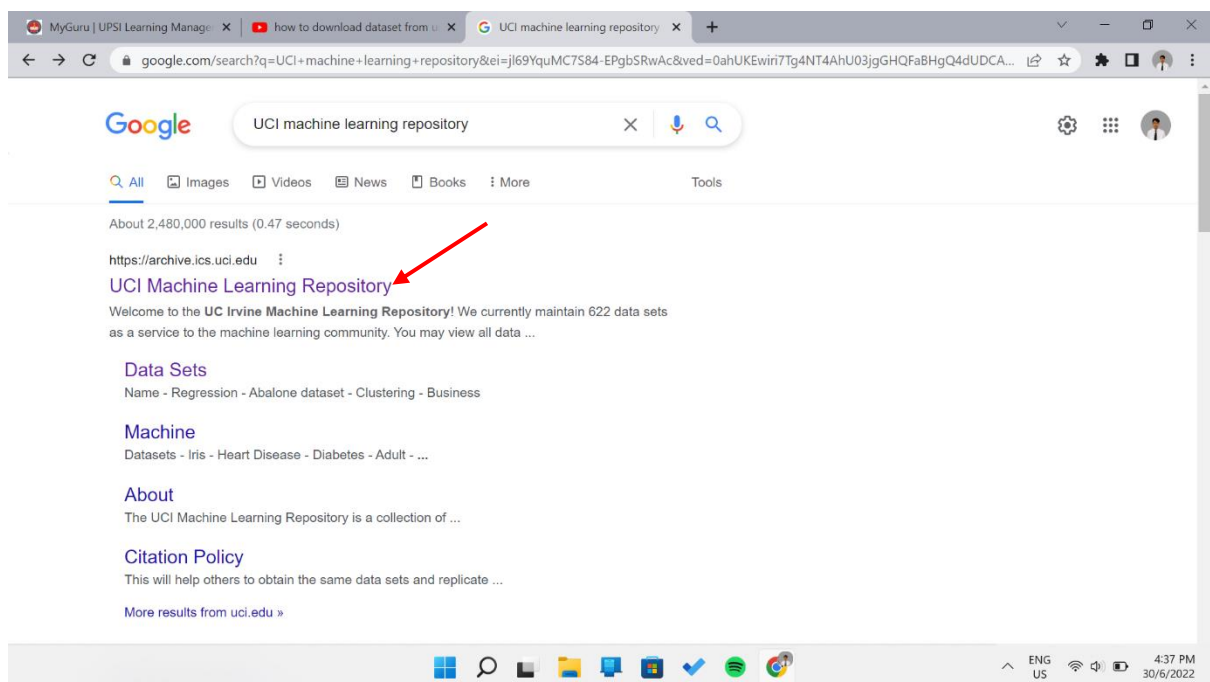 MyGuru | UPSI Learning Manage
how to download dataset from u
UCI machine learning repository
google.com/search?q=UCI+machine+learning+repository&ei=jl69YquMC7S84-EPgbSRwAc&ved=0ahUKEwiri7Tg4NT4AhU03jgGHQFaBHgQ4dUDCA...
Google
UCI machine learning repository
All
Images
Videos
News
Books
More
Tools
About 2,480,000 results (0.47 seconds)
https://archive.ics.uci.edu
UCI Machine Learning Repository
Welcome to the UC Irvine Machine Learning Repository! We currently maintain 622 data sets
as a service to the machine learning community. You may view all data ...
Data Sets
Name - Regression - Abalone dataset - Clustering - Business
Machine
Datasets - Iris - Heart Disease - Diabetes - Adult - ...
About
The UCI Machine Learning Repository is a collection of ...
Citation Policy
This will help others to obtain the same data sets and replicate ...
More results from uci.edu »
ENG
US
4:37 PM
30/6/2022